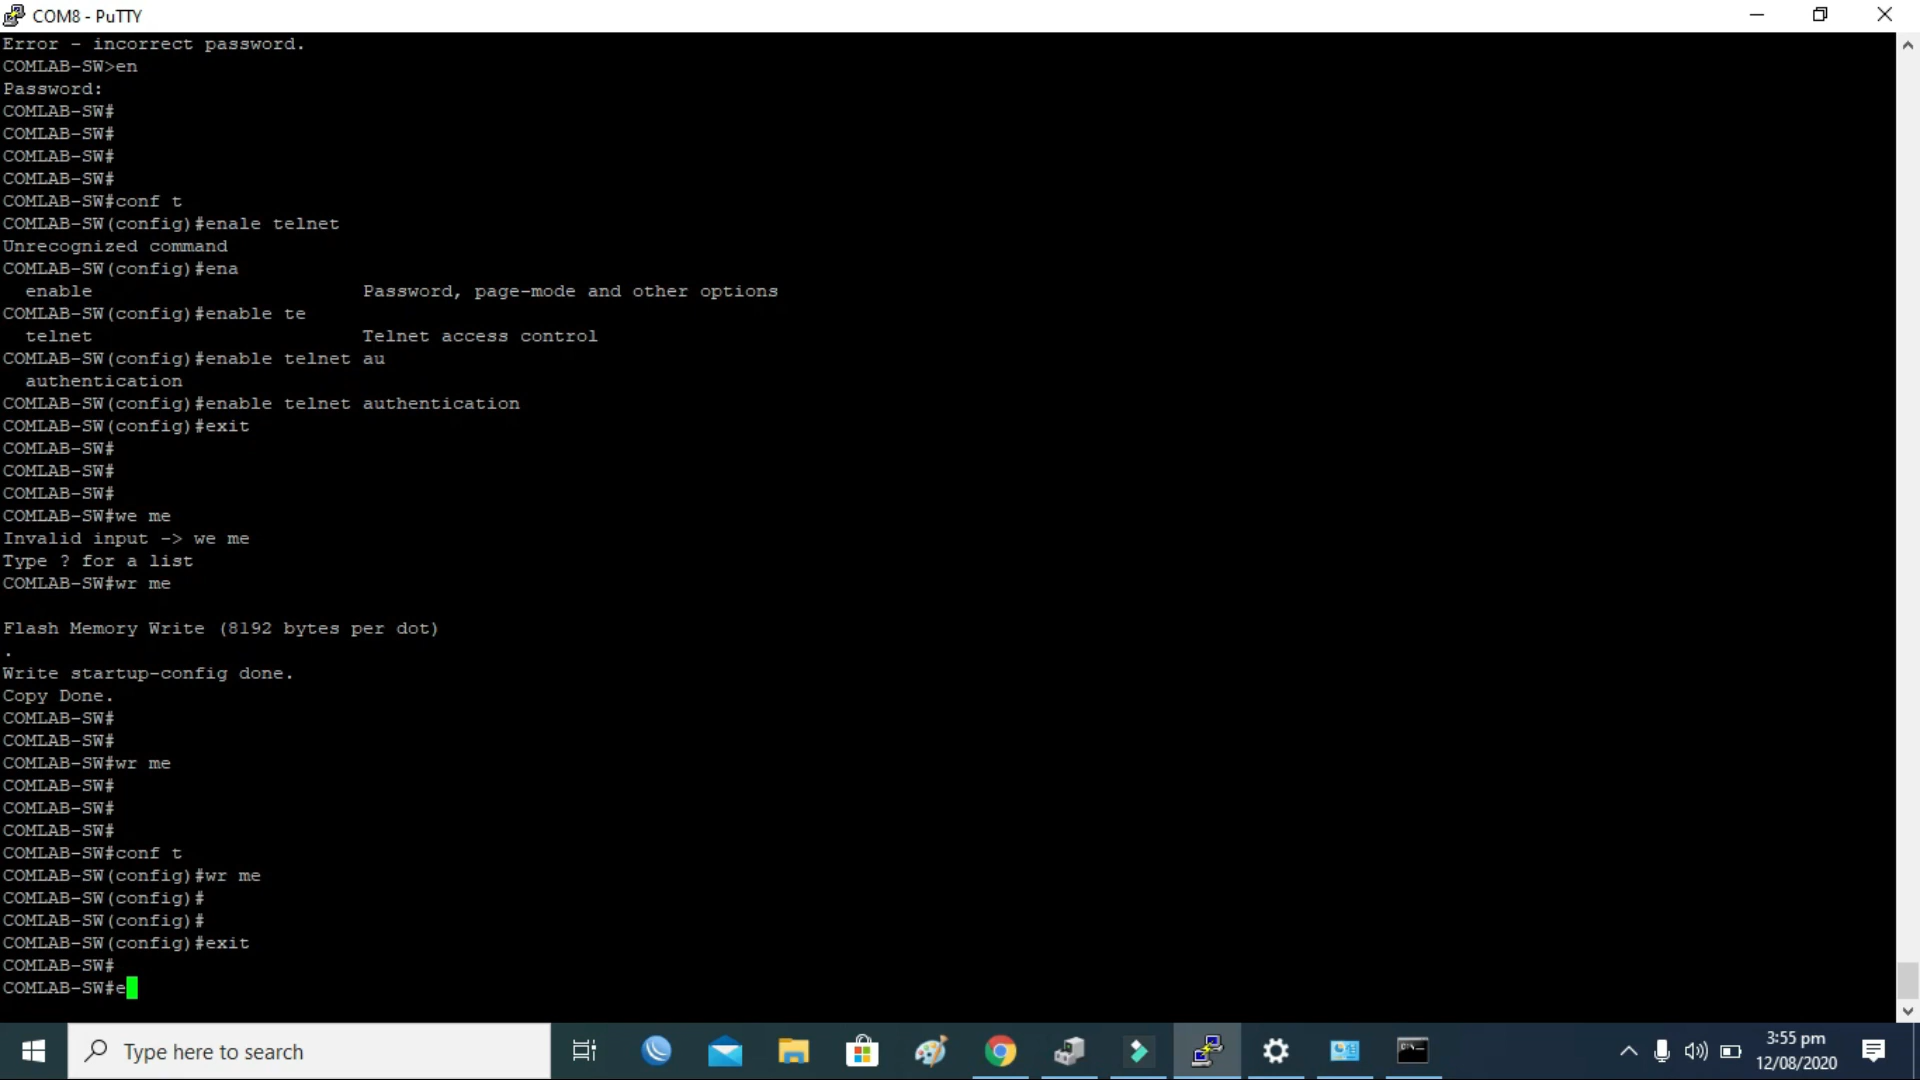 COM8 - PuTTY
Error - incorrect password.
COMLAB-SW>en
Password:
COMLAB-SW#
COMLAB-SW#
COMLAB-SW#
COMLAB-SW#
COMLAB-SW#conf t
COMLAB-SW(config)#enale telnet
Unrecognized command
COMLAB-SW(config)#ena
enable Password, page-mode and other options
COMLAB-SW(config)#enable te
telnet Telnet access control
COMLAB-SW(config)#enable telnet au
authentication
COMLAB-SW(config)#enable telnet authentication
COMLAB-SW(config)#exit
COMLAB-SW#
COMLAB-SW#
COMLAB-SW#
COMLAB-SW#we me
Invalid input -> we me
Type ? for a list
COMLAB-SW#wr me
Flash Memory Write (8192 bytes per dot)
.
Write startup-config done.
Copy Done.
COMLAB-SW#
COMLAB-SW#
COMLAB-SW#wr me
COMLAB-SW#
COMLAB-SW#
COMLAB-SW#
COMLAB-SW#conf t
COMLAB-SW(config)#wr me
COMLAB-SW(config)#
COMLAB-SW(config)#
COMLAB-SW(config)#exit
COMLAB-SW#
COMLAB-SW#e
Type here to search
3:55 pm
12/08/2020